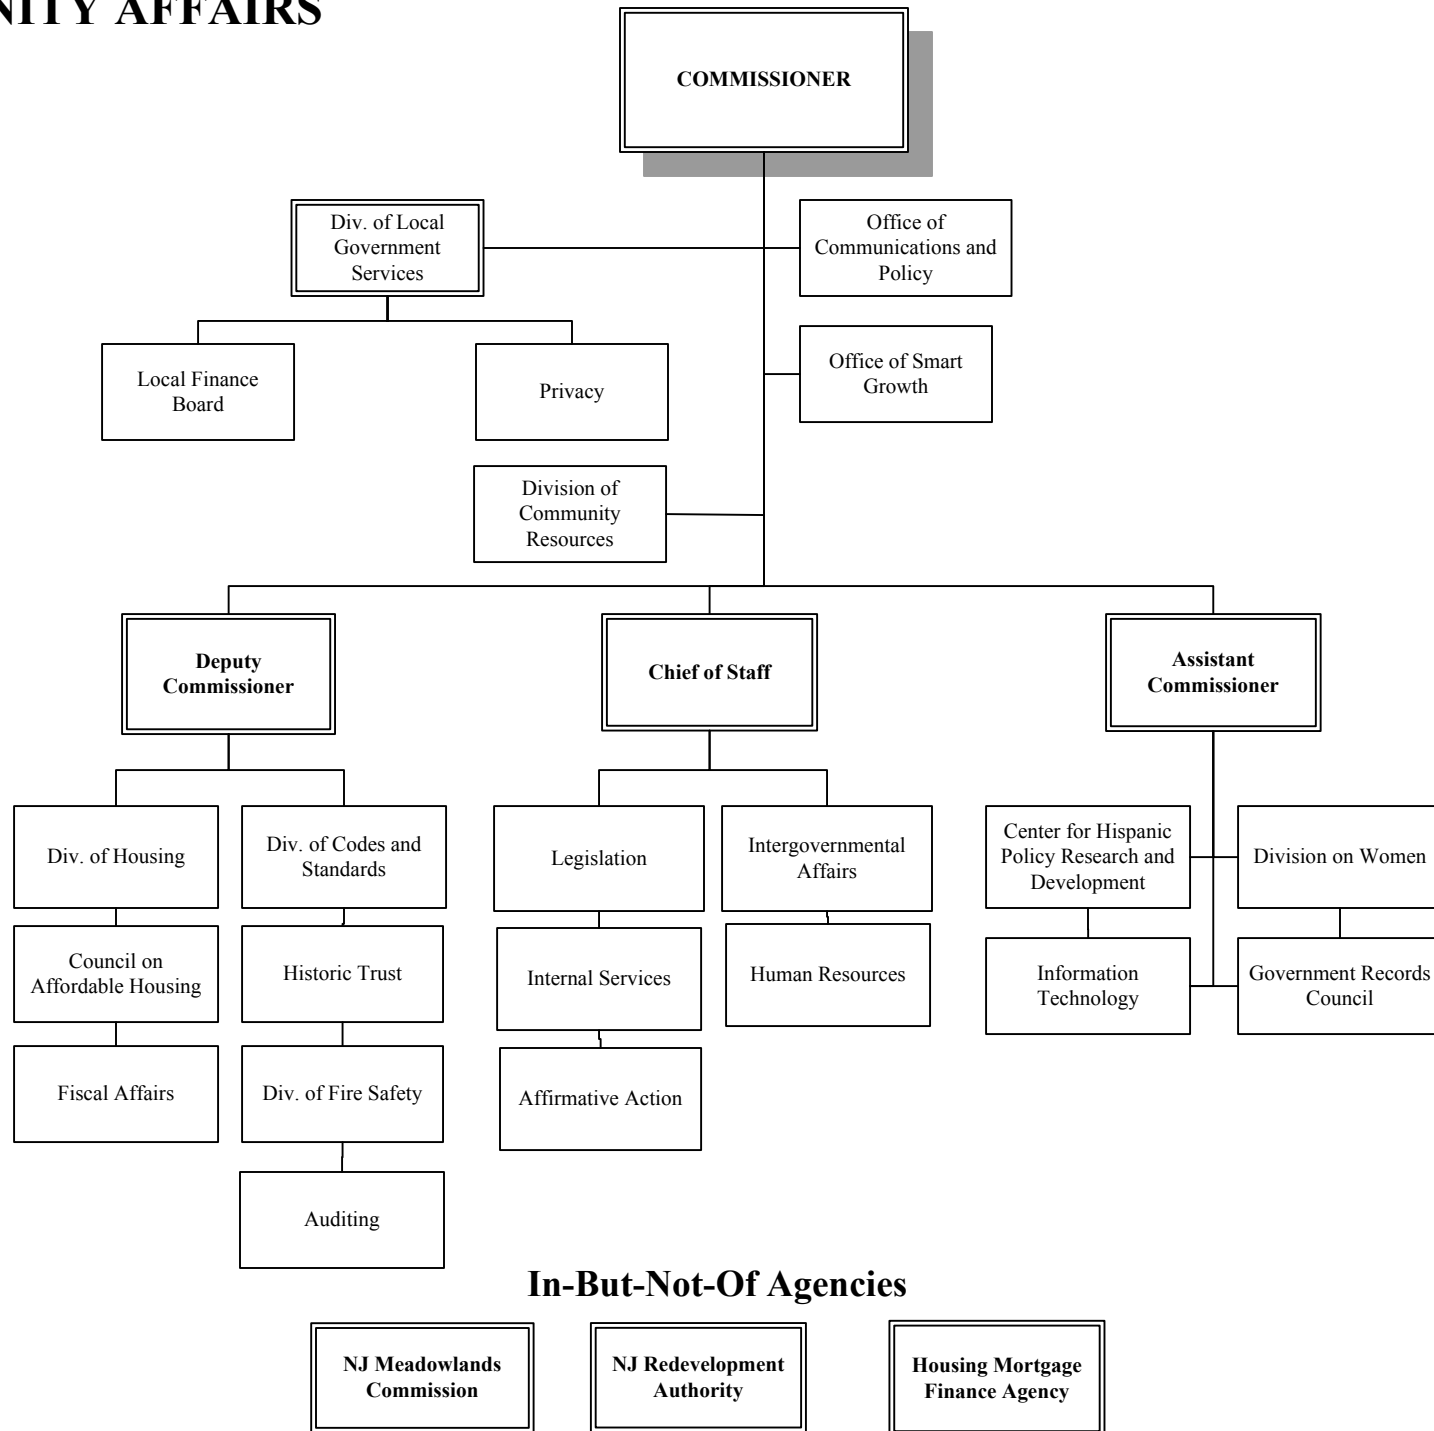 NITY AFFAIRS
COMMISSIONER
Div. of Local
Government
Services
Office of
Communications and
Policy
Local Finance
Board
Privacy
Office of Smart
Growth
Division of
Community
Resources
Deputy
Commissioner
Chief of Staff
Assistant
Commissioner
Div. of Housing
Div. of Codes and
Standards
Legislation
Intergovernmental
Affairs
Center for Hispanic
Policy Research and
Development
Division on Women
Council on
Affordable Housing
Historic Trust
Internal Services
Human Resources
Information
Technology
Government Records
Council
Fiscal Affairs
Div. of Fire Safety
Affirmative Action
Auditing
In-But-Not-Of Agencies
NJ Meadowlands
Commission
NJ Redevelopment
Authority
Housing Mortgage
Finance Agency